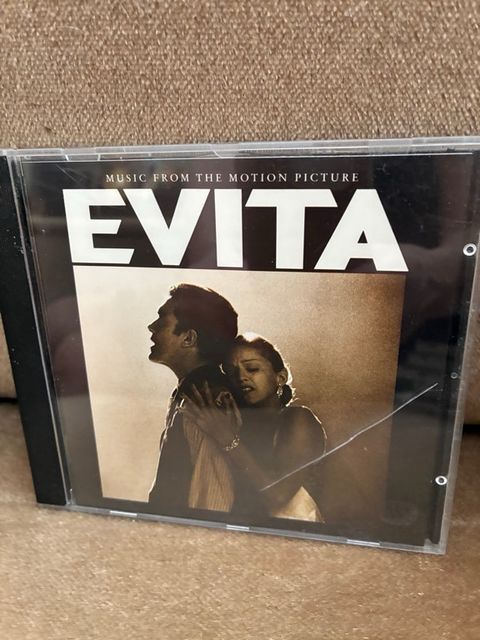 MUSIC FROM THE MOTION PICTURE
EVITA